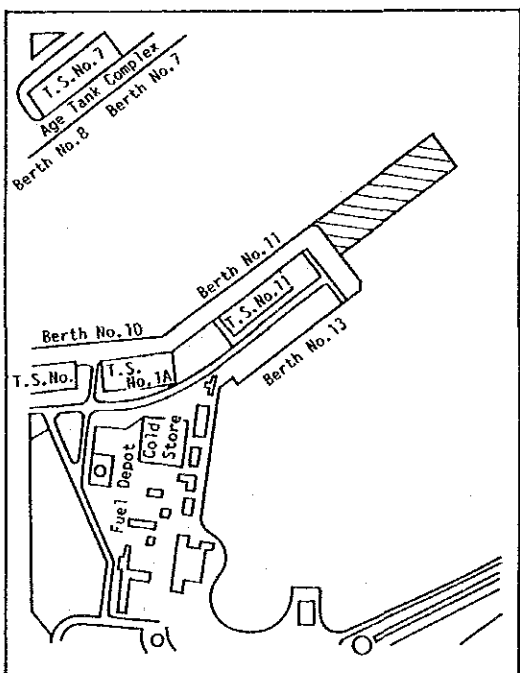 T.S.No.7
Age Tank Complex
Berth No.8 Berth No.7
Berth No.11
T.S.No.11
Berth No.10
Berth No.13
T.S.No.
T.S.
No.1A
Cold
Store
Fuel Depot